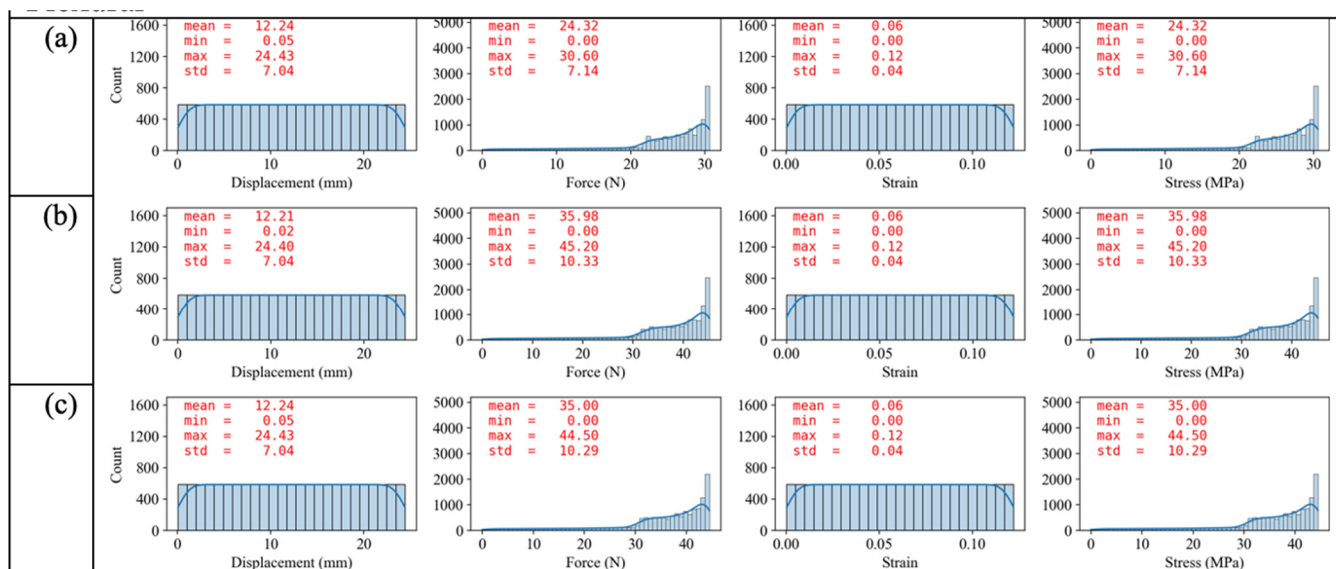 (a)
mean = 12.24
min = 0.05
max = 24.43
std = 7.04
1600
1200
800
400
0
Count
0 10 20
Displacement (mm)
mean = 24.32
min = 0.00
max = 30.60
std = 7.14
5000
4000
3000
2000
1000
0
0 10 20 30
Force (N)
mean = 0.06
min = 0.00
max = 0.12
std = 0.04
1600
1200
800
400
0
0.00 0.05 0.10
Strain
mean = 24.32
min = 0.00
max = 30.60
std = 7.14
5000
4000
3000
2000
1000
0
0 10 20 30
Stress (MPa)
(b)
mean = 12.21
min = 0.02
max = 24.40
std = 7.04
1600
1200
800
400
0
Count
0 10 20
Displacement (mm)
mean = 35.98
min = 0.00
max = 45.20
std = 10.33
5000
4000
3000
2000
1000
0
0 10 20 30 40
Force (N)
mean = 0.06
min = 0.00
max = 0.12
std = 0.04
1600
1200
800
400
0
0.00 0.05 0.10
Strain
mean = 35.98
min = 0.00
max = 45.20
std = 10.33
5000
4000
3000
2000
1000
0
0 10 20 30 40
Stress (MPa)
(c)
mean = 12.24
min = 0.05
max = 24.43
std = 7.04
1600
1200
800
400
0
Count
0 10 20
Displacement (mm)
mean = 35.00
min = 0.00
max = 44.50
std = 10.29
5000
4000
3000
2000
1000
0
0 10 20 30 40
Force (N)
mean = 0.06
min = 0.00
max = 0.12
std = 0.04
1600
1200
800
400
0
0.00 0.05 0.10
Strain
mean = 35.00
min = 0.00
max = 44.50
std = 10.29
5000
4000
3000
2000
1000
0
0 10 20 30 40
Stress (MPa)